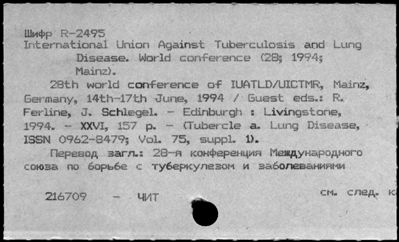 Шифр R-2495
International Union Against Tuberculosis and Lung
Disease. World conference (28; 1994;
Mainz).
28th world conference of IUATLD/UICTMR, Mainz,
Germany, 14th-17th June, 1994 / Guest eds.: R.
Ferline, J. Schlegel. - Edinburgh : Livingstone,
1994. - XXVI, 157 p. - (Tubercle a. Lung Disease,
ISSN 0962-8479; Vol. 75, suppl. 1).
Перевод загл.: 28-я конференция Международного
союза по борьбе с туберкулезом и заболеваниями
216709 - ЧИТ см. след. к